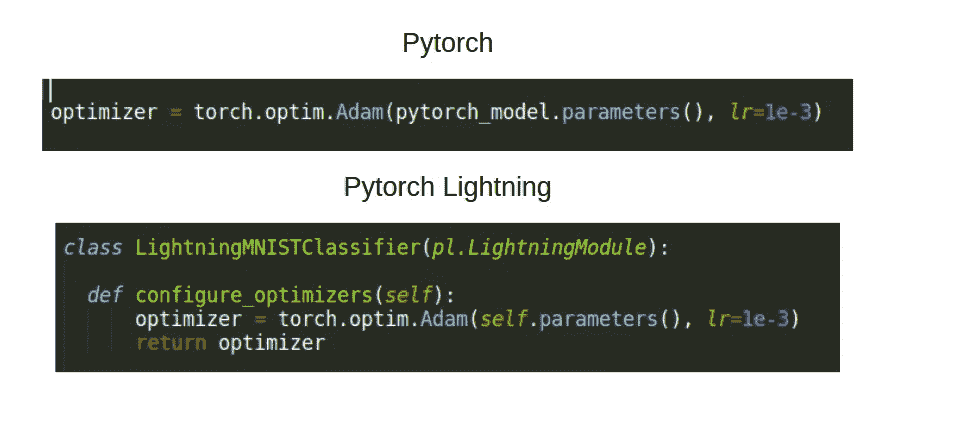 Pytorch
optimizer = torch.optim.Adam(pytorch_model.parameters(), lr=1e-3)
Pytorch Lightning
class LightningMNISTClassifier(pl.LightningModule):
def configure_optimizers(self):
optimizer = torch.optim.Adam(self.parameters(), lr=1e-3)
return optimizer